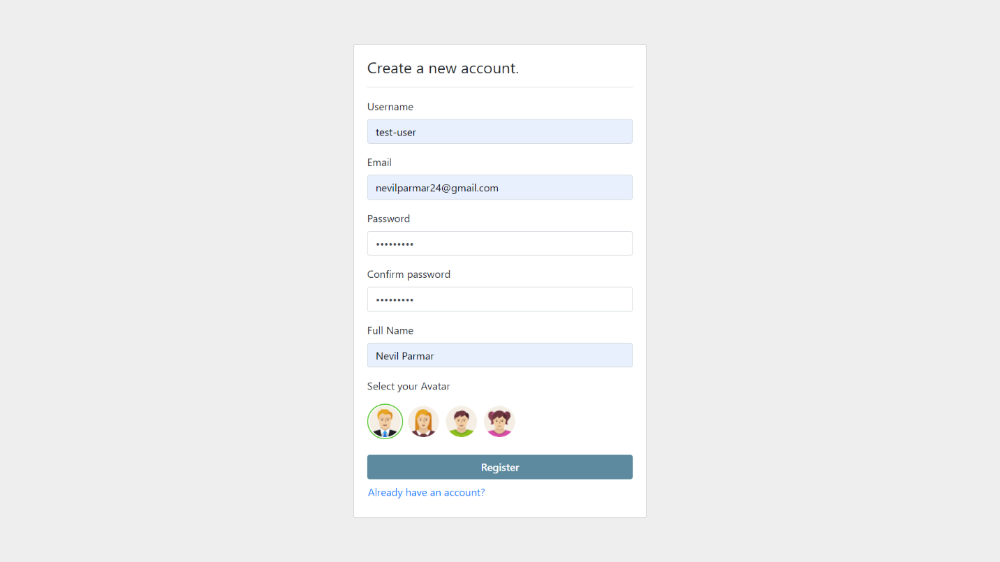 Create a new account.
Username
test-user
Email
nevilparmar24@gmail.com
Password
•••••••••
Confirm password
•••••••••
Full Name
Nevil Parmar
Select your Avatar
Register
Already have an account?